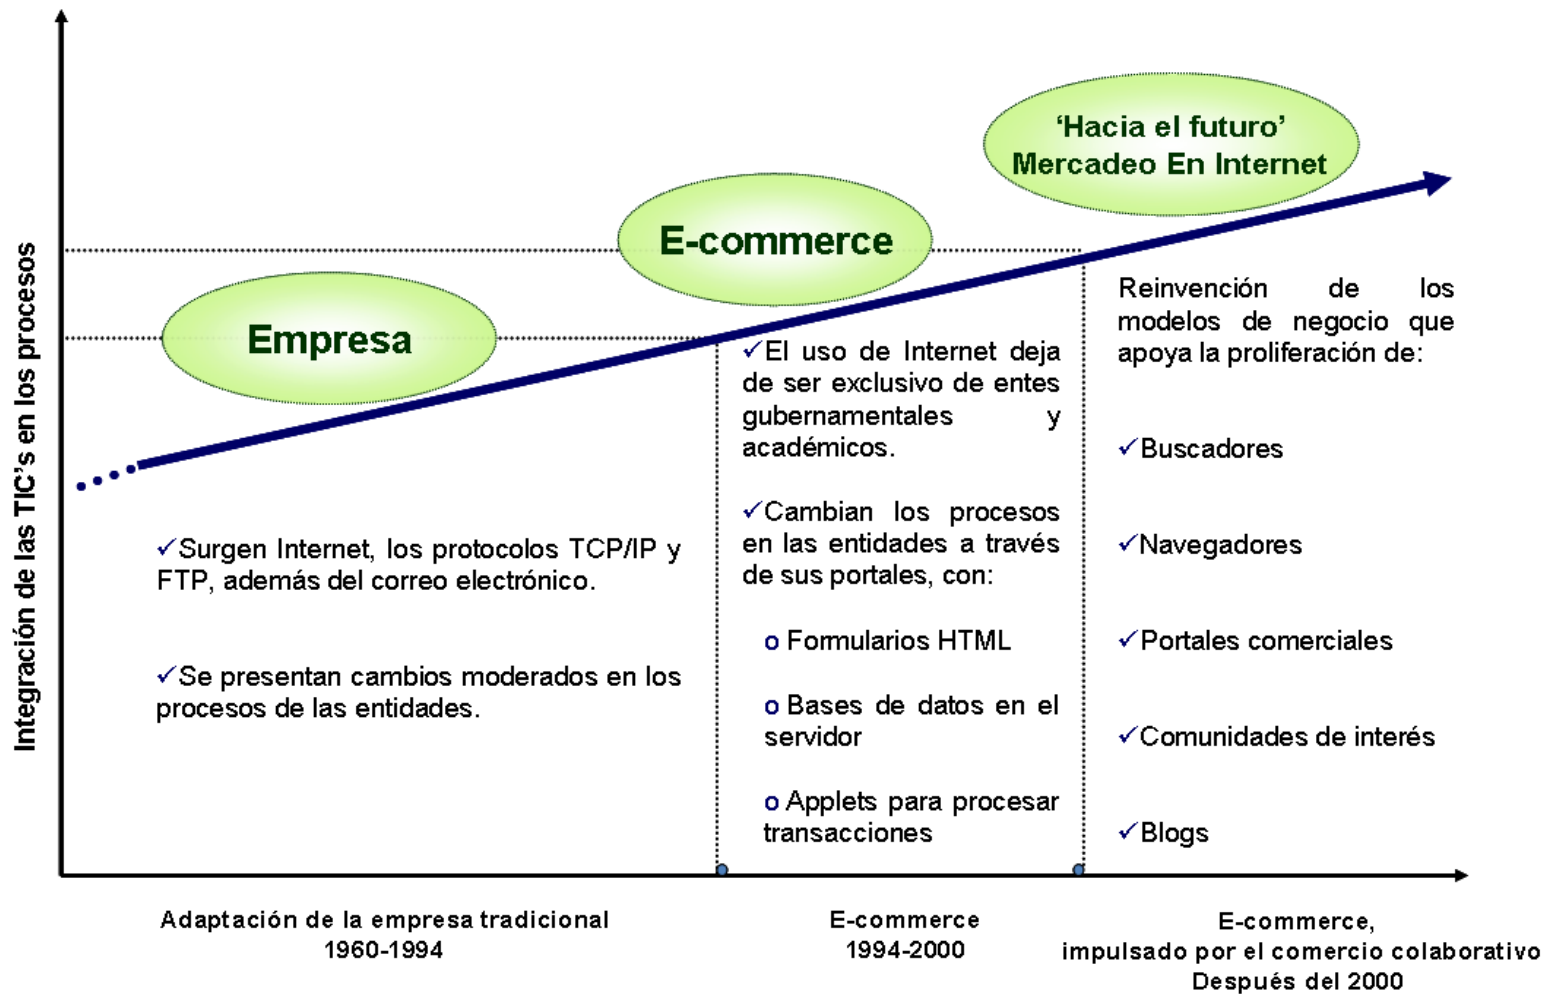 Integración de las TIC's en los procesos
'Hacia el futuro'
Mercadeo En Internet
E-commerce
Empresa
✓Surgen Internet, los protocolos TCP/IP y
FTP, además del correo electrónico.
✓Se presentan cambios moderados en los
procesos de las entidades.
✓El uso de Internet deja
de ser exclusivo de entes
gubernamentales y
académicos.
✓Cambian los procesos
en las entidades a través
de sus portales, con:
o Formularios HTML
o Bases de datos en el
servidor
o Applets para procesar
transacciones
Reinvención de los
modelos de negocio que
apoya la proliferación de:
✓Buscadores
✓Navegadores
✓Portales comerciales
✓Comunidades de interés
✓Blogs
Adaptación de la empresa tradicional
1960-1994
E-commerce
1994-2000
E-commerce,
impulsado por el comercio colaborativo
Después del 2000